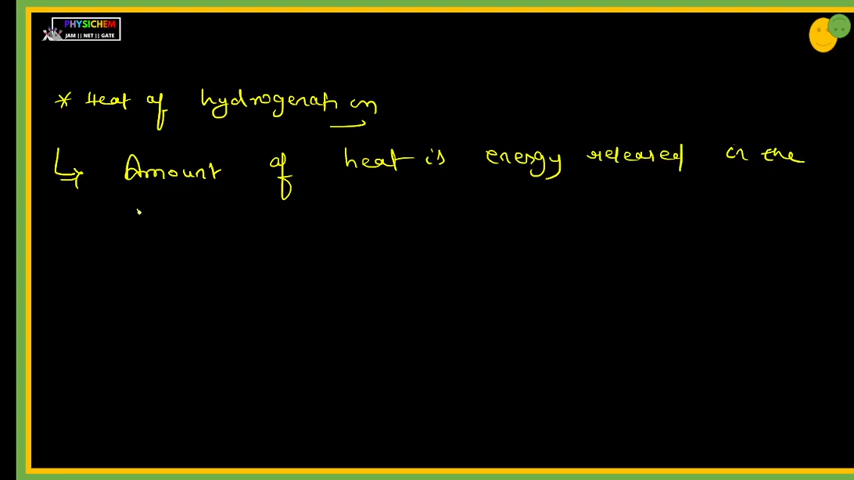 PHYSICHEM
JAM || NET || GATE
* Heat of hydrogenation
↳ Amount of heat is energy released in the